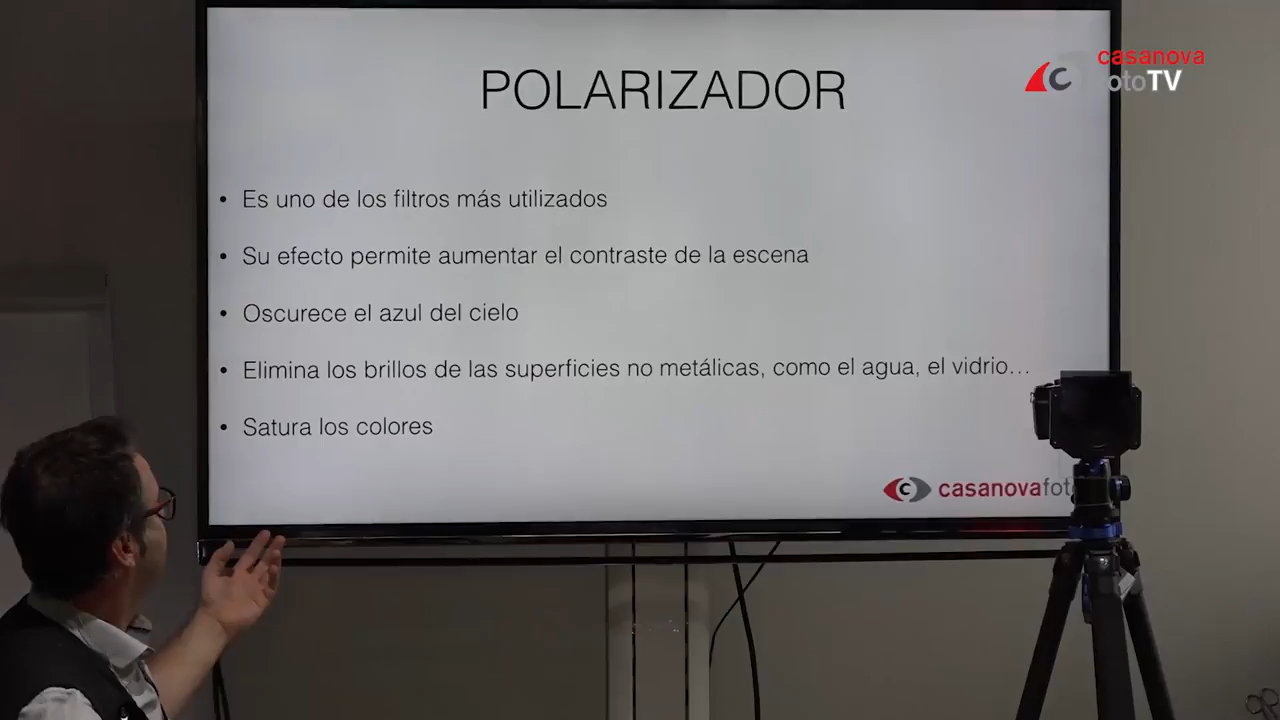 casanova
fotoTV
POLARIZADOR
• Es uno de los filtros más utilizados
• Su efecto permite aumentar el contraste de la escena
• Oscurece el azul del cielo
• Elimina los brillos de las superficies no metálicas, como el agua, el vidrio...
• Satura los colores
casanovafoto